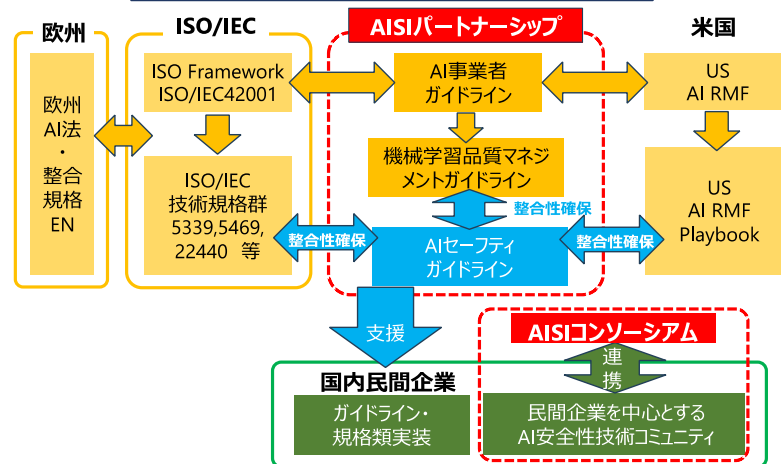 欧州
ISO/IEC
AISIパートナーシップ
米国
欧州
AI法
・
整合
規格
EN
ISO Framework
ISO/IEC42001
AI事業者
ガイドライン
US
AI RMF
機械学習品質マネジ
メントガイドライン
ISO/IEC
技術規格群
5339,5469,
22440 等
US
AI RMF
Playbook
整合性確保
整合性確保
AIセーフティ
ガイドライン
整合性確保
支援
AISIコンソーシアム
連
携
国内民間企業
ガイドライン・
規格類実装
民間企業を中心とする
AI安全性技術コミュニティ